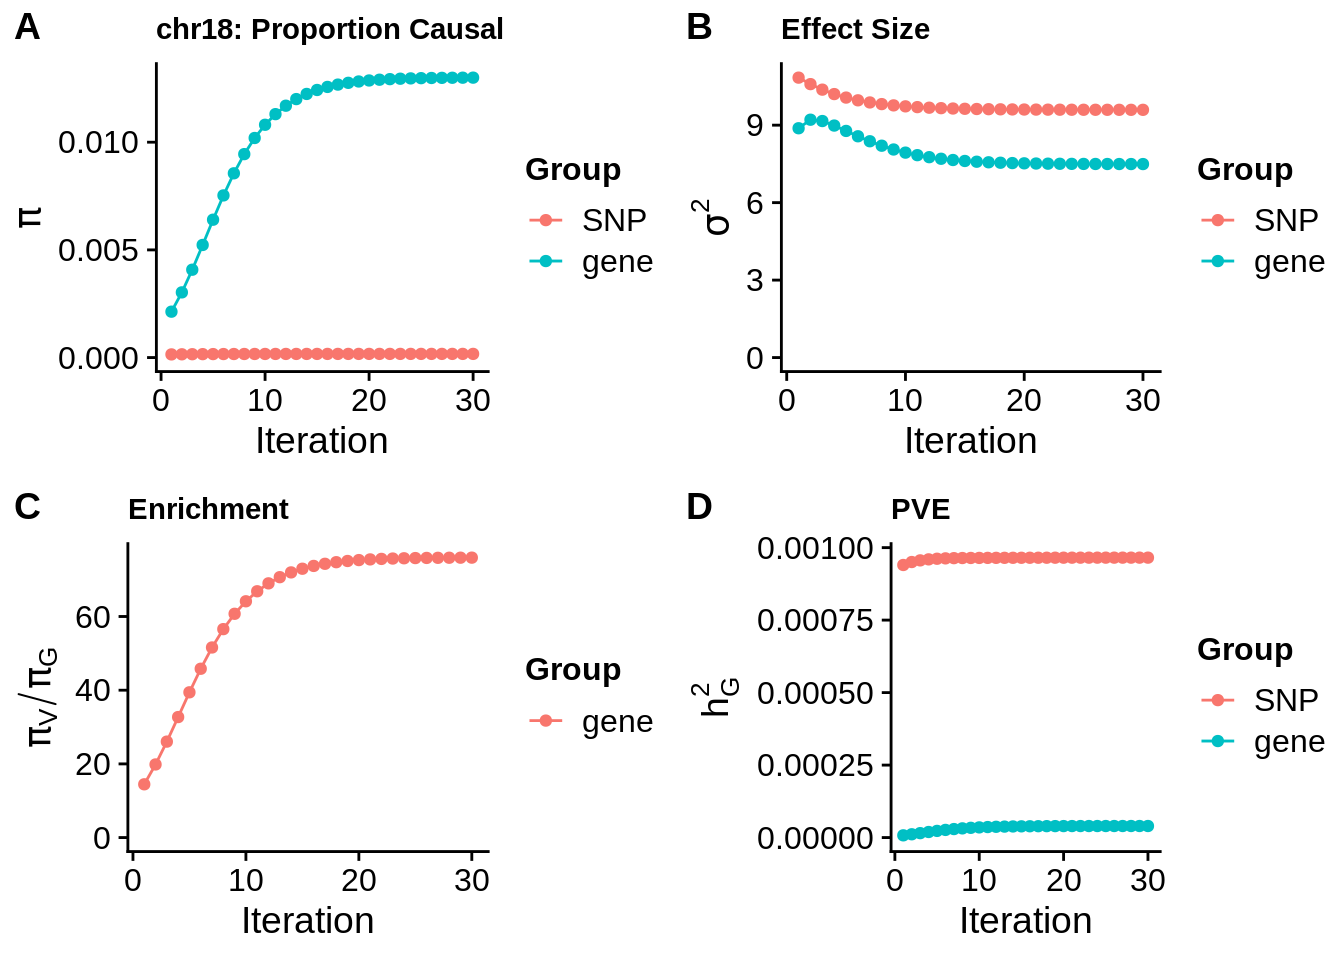 A
chr18: Proportion Causal
0.010
0.005
0.000
π
0 10 20 30
Iteration
Group
SNP
gene
B
Effect Size
9
6
3
0
σ²
0 10 20 30
Iteration
Group
SNP
gene
C
Enrichment
60
40
20
0
π_V/π_G
0 10 20 30
Iteration
Group
gene
D
PVE
0.00100
0.00075
0.00050
0.00025
0.00000
h²_G
0 10 20 30
Iteration
Group
SNP
gene